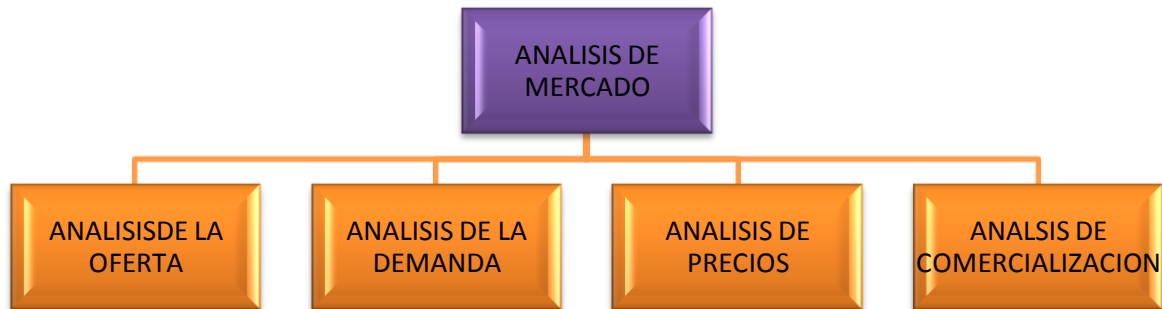 ANALISIS DE
MERCADO
ANALISISDE LA
OFERTA
ANALISIS DE LA
DEMANDA
ANALISIS DE
PRECIOS
ANALSIS DE
COMERCIALIZACION